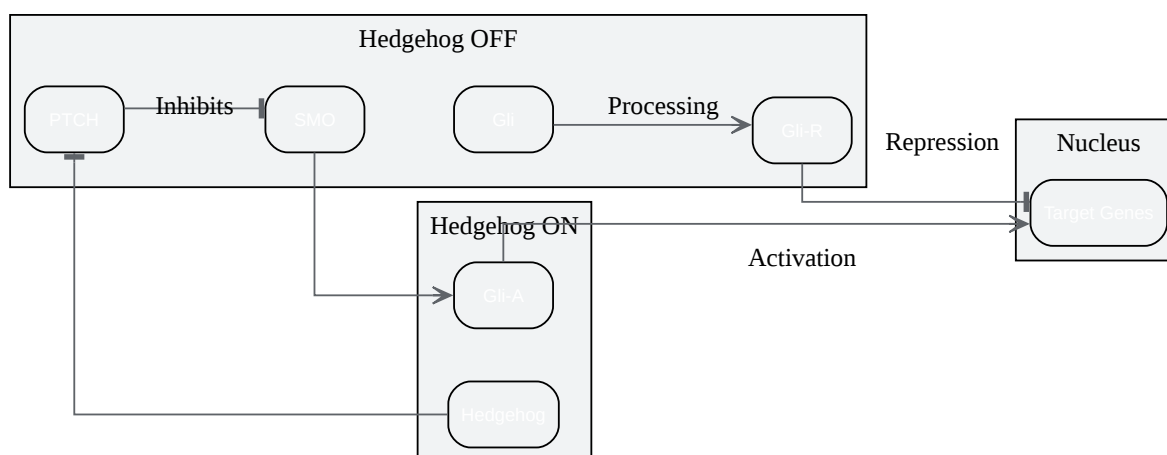 Hedgehog OFF
PTCH
Inhibits
SMO
Gli
Processing
Gli-R
Repression
Nucleus
Target Genes
Hedgehog ON
Activation
Gli-A
Hedgehog